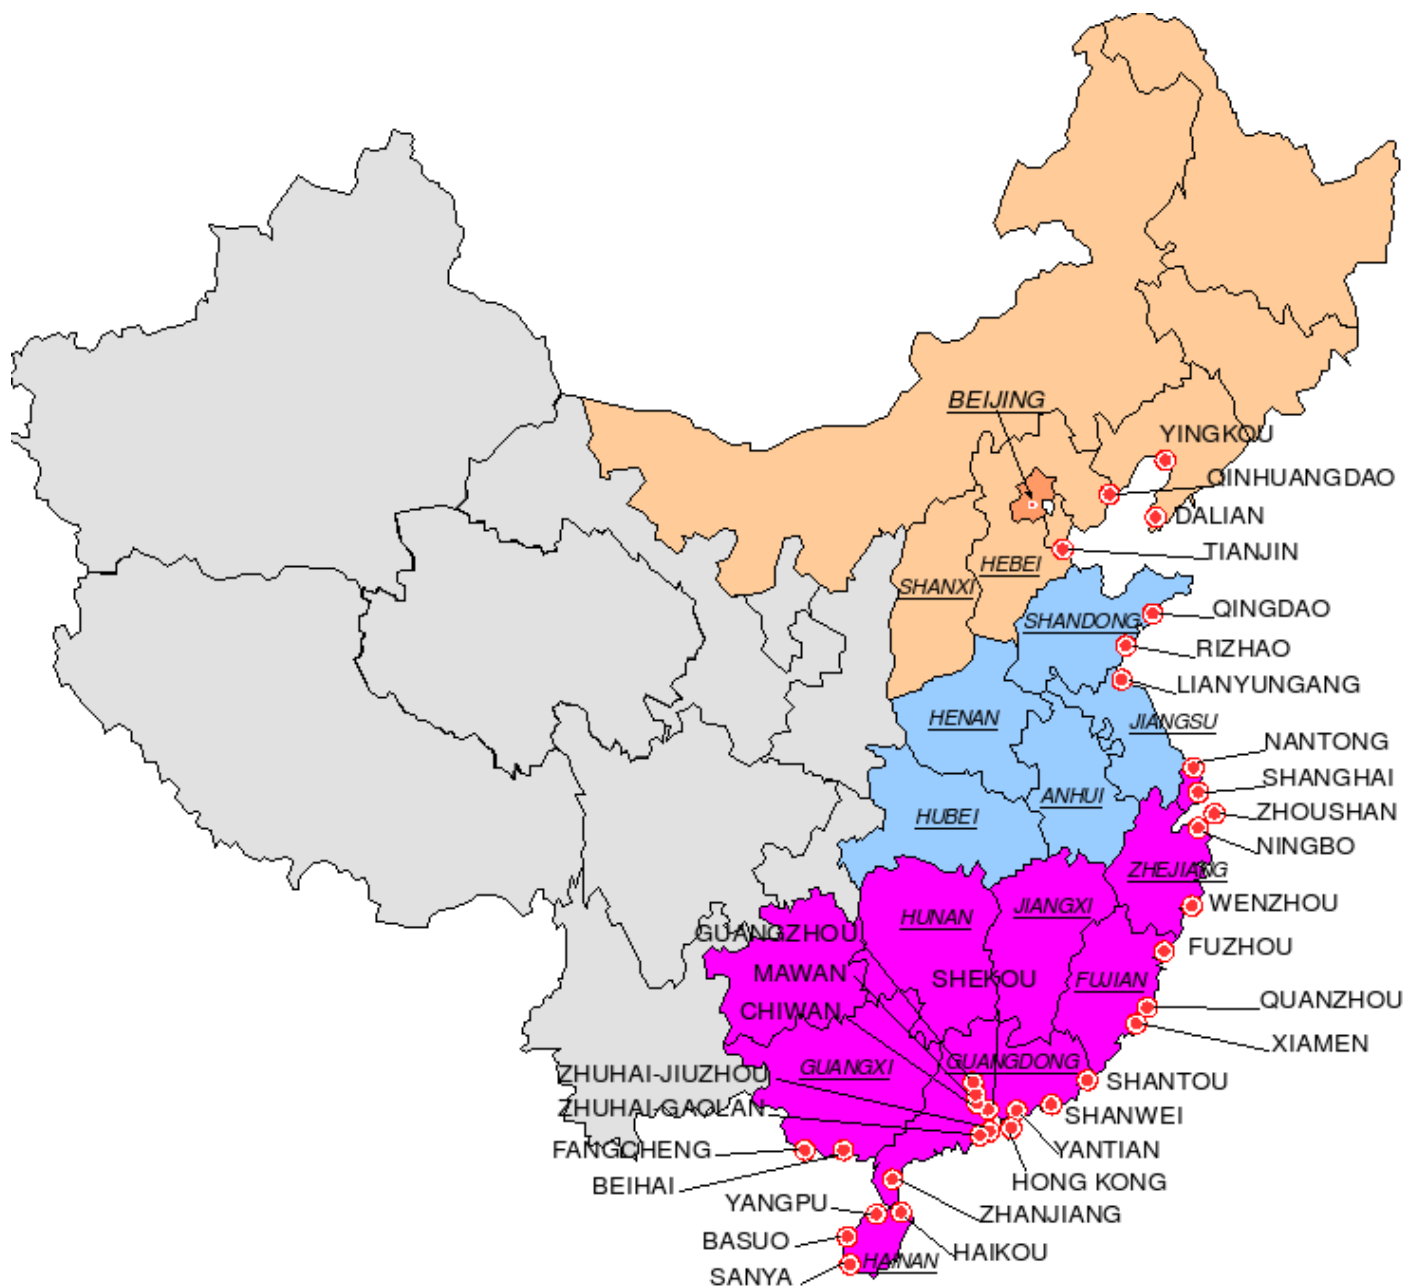 BEIJING
YINGKOU
QINHUANGDAO
DALIAN
TIANJIN
HEBEI
SHANXI
QINGDAO
SHANDONG
RIZHAO
LIANYUNGANG
HENAN
JIANGSU
NANTONG
SHANGHAI
ANHUI
ZHOUSHAN
HUBEI
NINGBO
ZHEJIANG
WENZHOU
JIANGXI
HUNAN
GUANGZHOU
FUZHOU
MAWAN
SHEKOU
FUJIAN
QUANZHOU
CHIWAN
XIAMEN
GUANGDONG
GUANGXI
ZHUHAI-JIUZHOU
SHANTOU
ZHUHAI-GAOLAN
SHANWEI
FANGCHENG
YANTIAN
BEIHAI
HONG KONG
YANGPU
ZHANJIANG
BASUO
HAIKOU
HAINAN
SANYA